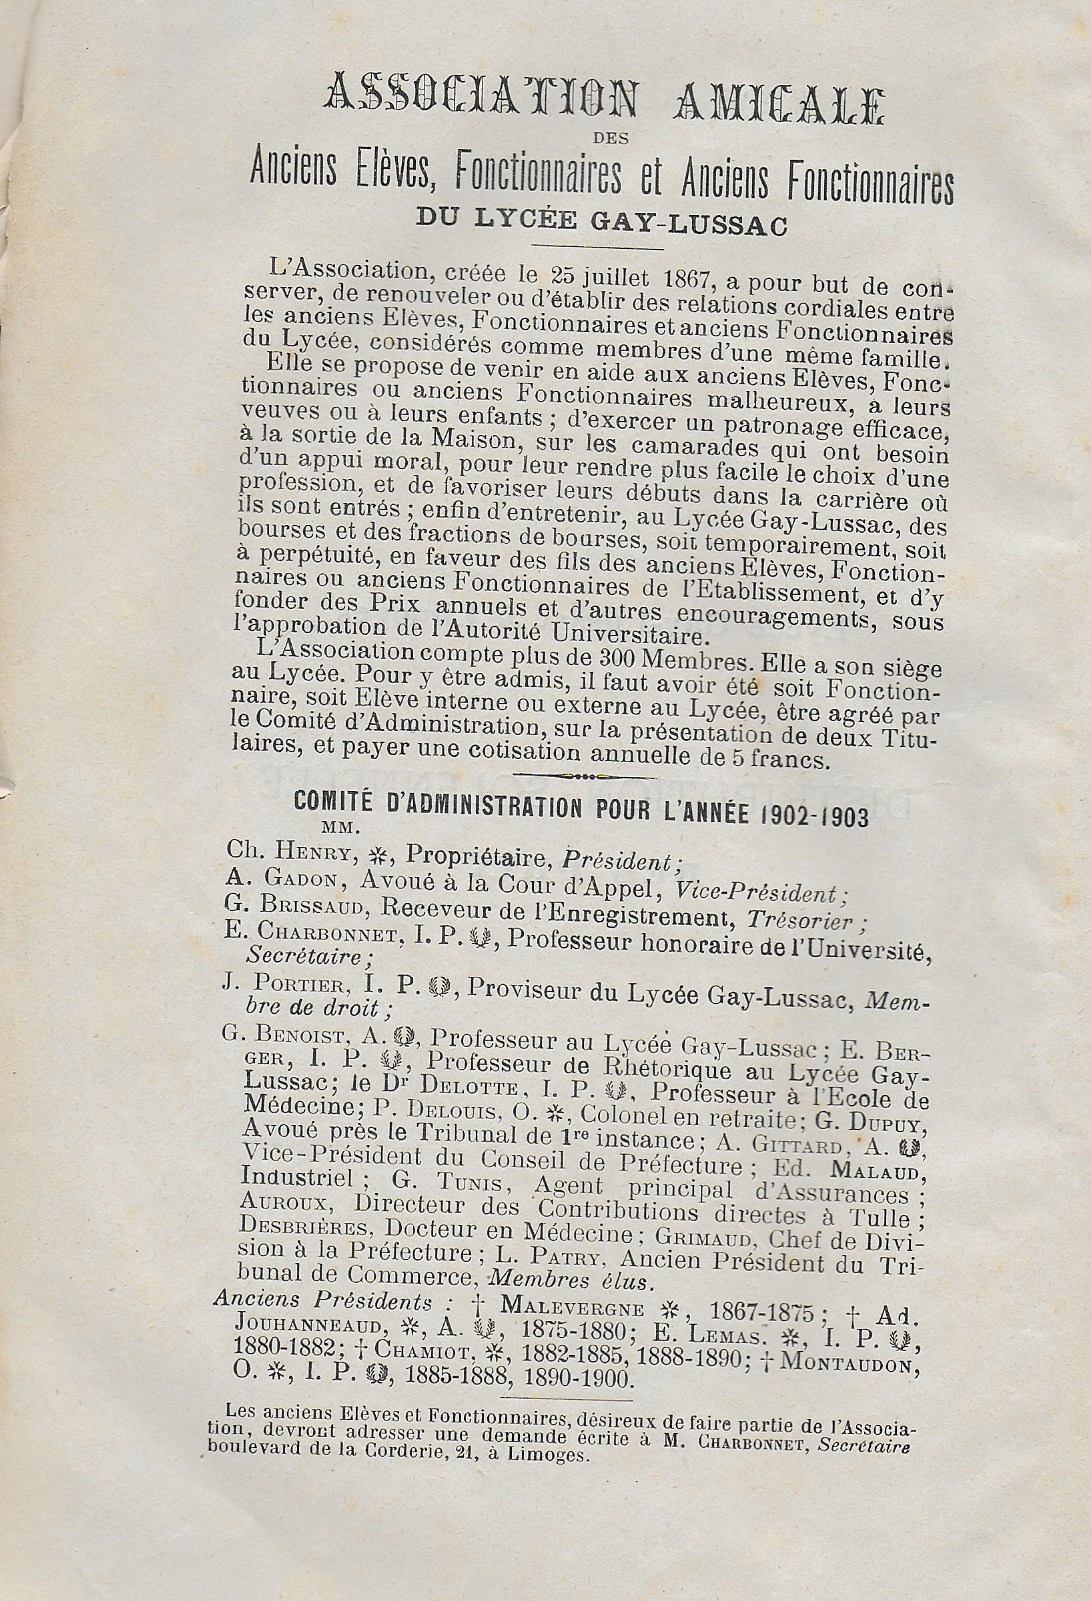 ASSOCIATION AMICALE
DES
Anciens Elèves, Fonctionnaires et Anciens Fonctionnaires
DU LYCÉE GAY-LUSSAC
L'Association, créée le 25 juillet 1867, a pour but de con-
server, de renouveler ou d'établir des relations cordiales entre
les anciens Elèves, Fonctionnaires et anciens Fonctionnaires
du Lycée, considérés comme membres d'une même famille.
Elle se propose de venir en aide aux anciens Elèves, Fonc-
tionnaires ou anciens Fonctionnaires malheureux, à leurs
veuves ou à leurs enfants ; d'exercer un patronage efficace,
à la sortie de la Maison, sur les camarades qui ont besoin
d'un appui moral, pour leur rendre plus facile le choix d'une
profession, et de favoriser leurs débuts dans la carrière où
ils sont entrés ; enfin d'entretenir, au Lycée Gay-Lussac, des
bourses et des fractions de bourses, soit temporairement, soit
à perpétuité, en faveur des fils des anciens Elèves, Fonction-
naires ou anciens Fonctionnaires de l'Etablissement, et d'y
fonder des Prix annuels et d'autres encouragements, sous
l'approbation de l'Autorité Universitaire.
L'Association compte plus de 300 Membres. Elle a son siège
au Lycée. Pour y être admis, il faut avoir été soit Fonction-
naire, soit Elève interne ou externe au Lycée, être agréé par
le Comité d'Administration, sur la présentation de deux Titu-
laires, et payer une cotisation annuelle de 5 francs.
COMITÉ D'ADMINISTRATION POUR L'ANNÉE 1902-1903
MM.
Ch. HENRY, ✻, Propriétaire, Président ;
A. GADON, Avoué à la Cour d'Appel, Vice-Président ;
G. BRISSAUD, Receveur de l'Enregistrement, Trésorier ;
E. CHARBONNET, I. P., Professeur honoraire de l'Université,
Secrétaire ;
J. PORTIER, I. P., Proviseur du Lycée Gay-Lussac, Mem-
bre de droit ;
G. BENOIST, A., Professeur au Lycée Gay-Lussac ; E. BER-
GER, I. P., Professeur de Rhétorique au Lycée Gay-
Lussac ; le Dr DELOTTE, I. P., Professeur à l'Ecole de
Médecine ; P. DELOUIS, O. ✻, Colonel en retraite ; G. DUPUY,
Avoué près le Tribunal de 1re instance ; A. GITTARD, A.,
Vice-Président du Conseil de Préfecture ; Ed. MALAUD,
Industriel ; G. TUNIS, Agent principal d'Assurances ;
AUROUX, Directeur des Contributions directes à Tulle ;
DESBRIÈRES, Docteur en Médecine ; GRIMAUD, Chef de Divi-
sion à la Préfecture ; L. PATRY, Ancien Président du Tri-
bunal de Commerce, Membres élus.
Anciens Présidents : † MALEVERGNE ✻, 1867-1875 ; † Ad.
JOUHANNEAUD, ✻, A., 1875-1880 ; E. LEMAS. ✻, I. P.,
1880-1882 ; † CHAMIOT, ✻, 1882-1885, 1888-1890 ; † MONTAUDON,
O. ✻, I. P., 1885-1888, 1890-1900.
Les anciens Elèves et Fonctionnaires, désireux de faire partie de l'Associa-
tion, devront adresser une demande écrite à M. CHARBONNET, Secrétaire
boulevard de la Corderie, 21, à Limoges.